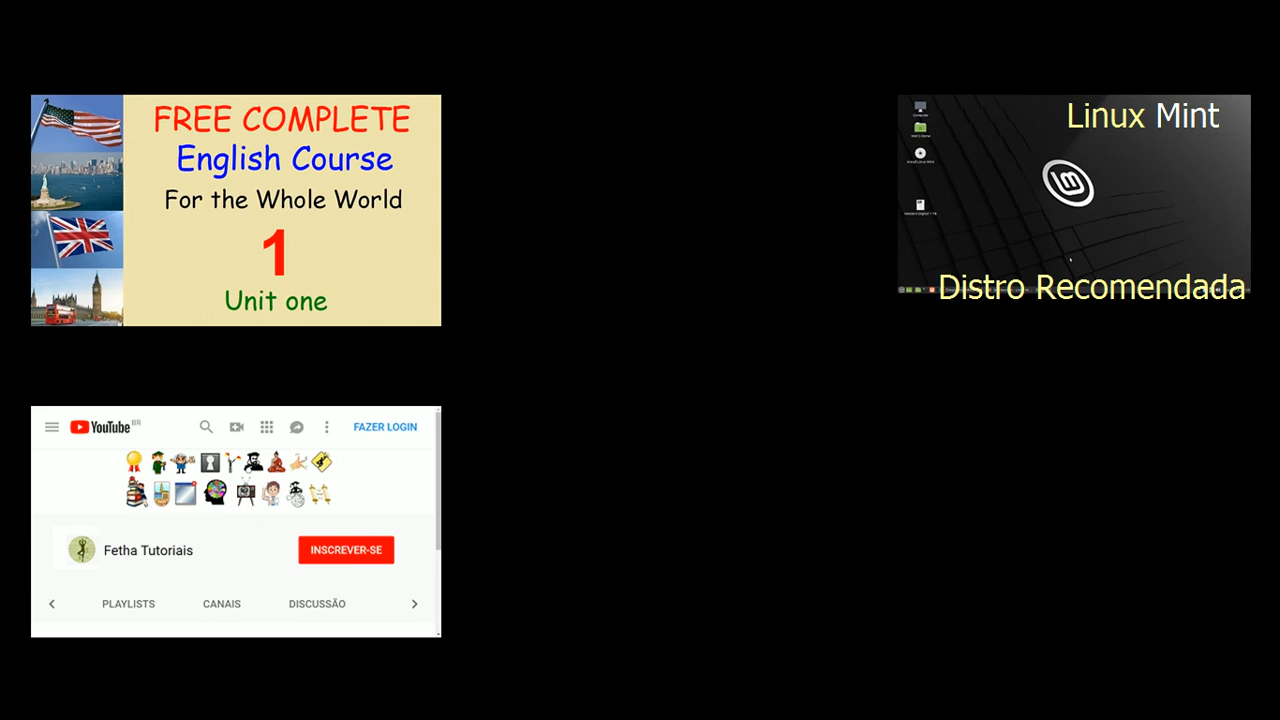 FREE COMPLETE
English Course
For the Whole World
1
Unit one
Linux Mint
Computer
Distro Recomendada
YouTube BR
FAZER LOGIN
Fetha Tutoriais
INSCREVER-SE
PLAYLISTS
CANAIS
DISCUSSÃO